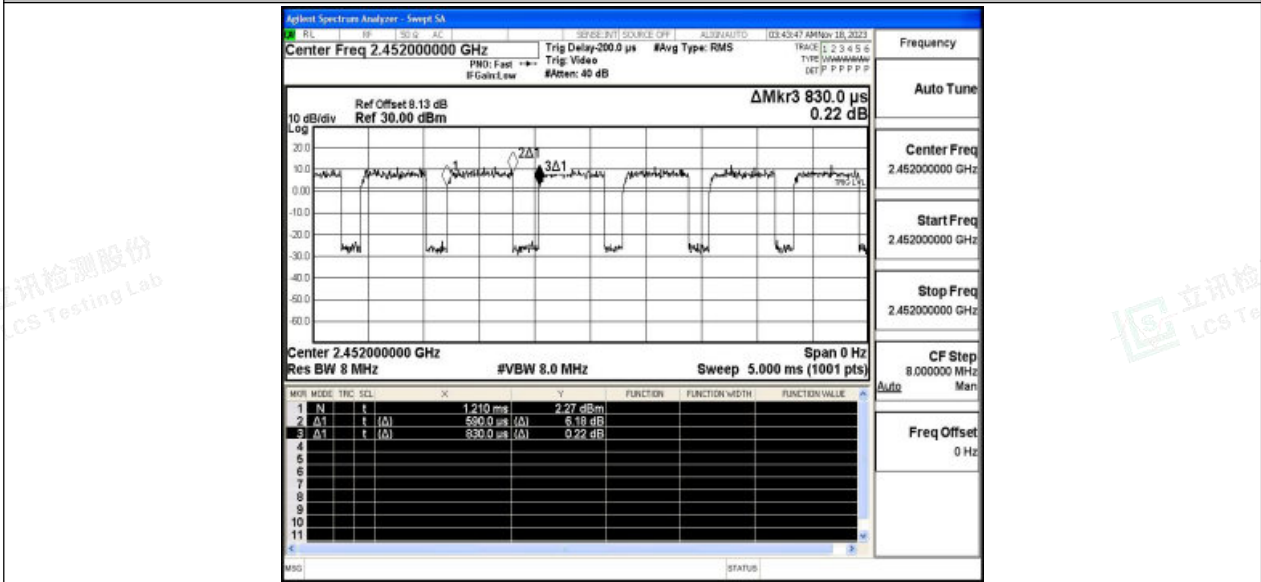 Agilent Spectrum Analyzer - Swept SA
RL RF 50 Ω AC SENSE:INT SOURCE OFF ALIGNAUTO 03:43:47 AM Nov 18, 2023
Center Freq 2.452000000 GHz
PNO: Fast
IFGain:Low
Trig Delay-200.0 µs
Trig: Video
#Atten: 40 dB
#Avg Type: RMS
TRACE 1 2 3 4 5 6
TYPE WWWWWW
DET P P P P P P
Frequency
Auto Tune
Center Freq
2.452000000 GHz
Start Freq
2.452000000 GHz
Stop Freq
2.452000000 GHz
CF Step
8.000000 MHz
Auto Man
Freq Offset
0 Hz
ΔMkr3 830.0 µs
0.22 dB
Ref Offset 8.13 dB
10 dB/div Ref 30.00 dBm
Log
20.0
10.0
0.00
-10.0
-20.0
-30.0
-40.0
-50.0
-60.0
1
2Δ1
3Δ1
TRIG LVL
Center 2.452000000 GHz Span 0 Hz
Res BW 8 MHz #VBW 8.0 MHz Sweep 5.000 ms (1001 pts)
MKR MODE TRC SCL X Y FUNCTION FUNCTION WIDTH FUNCTION VALUE
1 N t 1.210 ms 2.27 dBm
2 Δ1 t (Δ) 590.0 µs (Δ) 6.18 dB
3 Δ1 t (Δ) 830.0 µs (Δ) 0.22 dB
4
5
6
7
8
9
10
11
MSG STATUS
立讯检测股份
LCS Testing Lab
立讯检
LCS Te